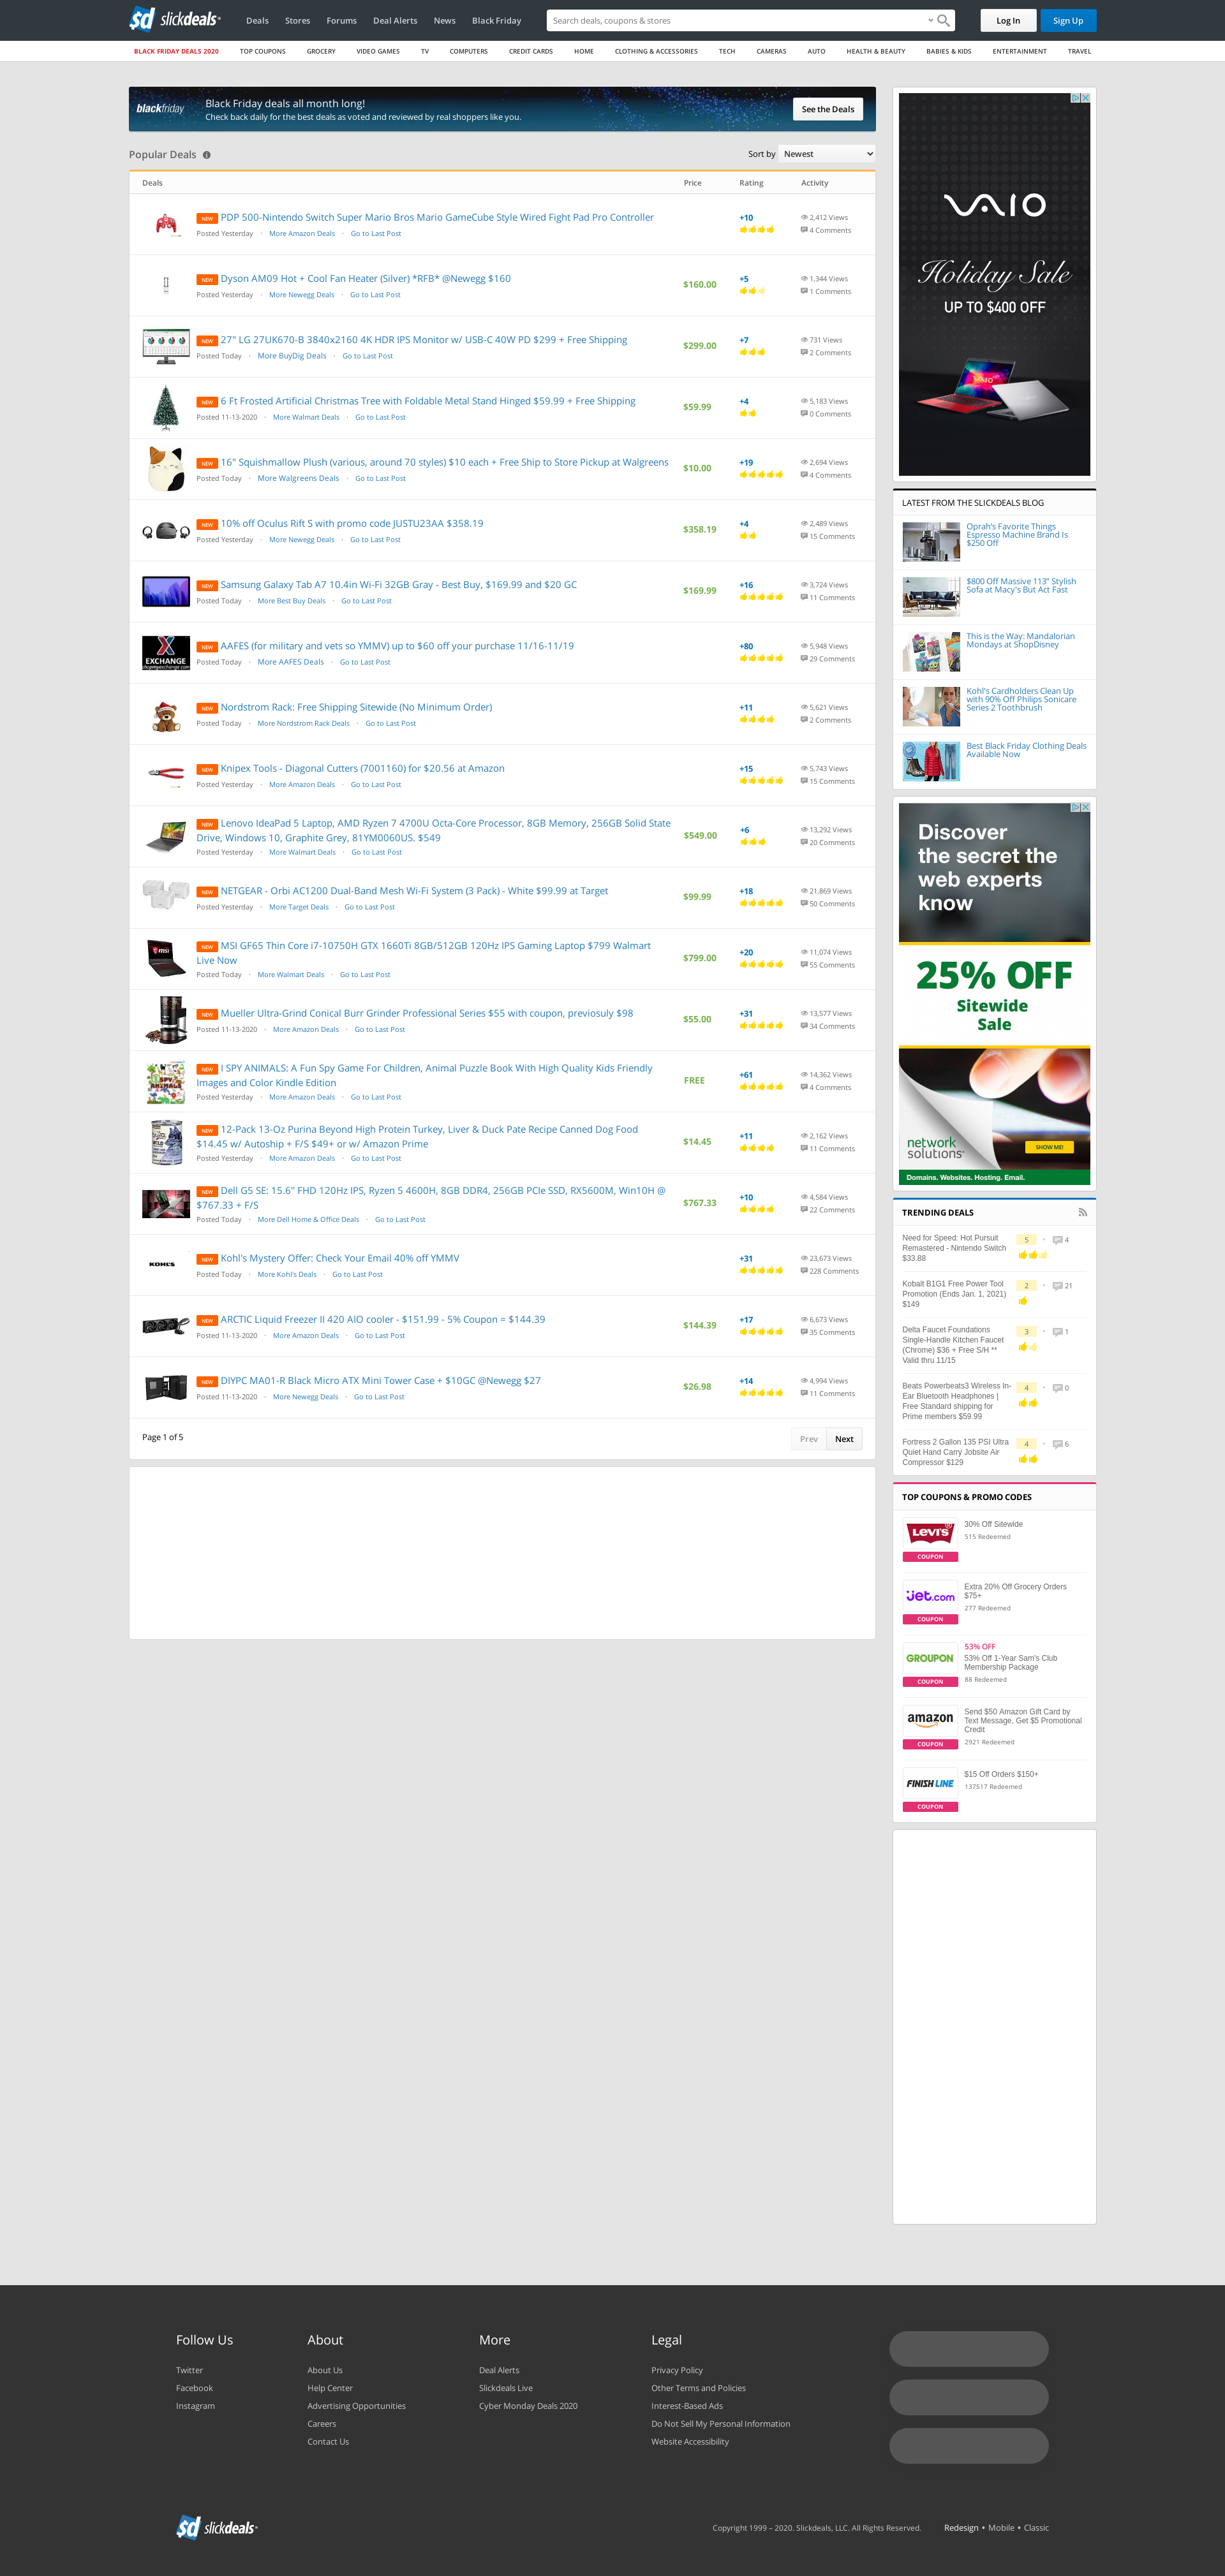 sd slickdeals
Deals Stores Forums Deal Alerts News Black Friday
Search deals, coupons & stores
Log In
Sign Up
BLACK FRIDAY DEALS 2020 TOP COUPONS GROCERY VIDEO GAMES TV COMPUTERS CREDIT CARDS HOME CLOTHING & ACCESSORIES TECH CAMERAS AUTO HEALTH & BEAUTY BABIES & KIDS ENTERTAINMENT TRAVEL
blackfriday
Black Friday deals all month long!
Check back daily for the best deals as voted and reviewed by real shoppers like you.
See the Deals
Popular Deals
Sort by Newest
Deals Price Rating Activity
NEW PDP 500-Nintendo Switch Super Mario Bros Mario GameCube Style Wired Fight Pad Pro Controller
Posted Yesterday • More Amazon Deals • Go to Last Post
+10
2,412 Views
4 Comments
NEW Dyson AM09 Hot + Cool Fan Heater (Silver) *RFB* @Newegg $160
Posted Yesterday • More Newegg Deals • Go to Last Post
$160.00
+5
1,344 Views
1 Comments
NEW 27" LG 27UK670-B 3840x2160 4K HDR IPS Monitor w/ USB-C 40W PD $299 + Free Shipping
Posted Today • More BuyDig Deals • Go to Last Post
$299.00
+7
731 Views
2 Comments
NEW 6 Ft Frosted Artificial Christmas Tree with Foldable Metal Stand Hinged $59.99 + Free Shipping
Posted 11-13-2020 • More Walmart Deals • Go to Last Post
$59.99
+4
5,183 Views
0 Comments
NEW 16" Squishmallow Plush (various, around 70 styles) $10 each + Free Ship to Store Pickup at Walgreens
Posted Today • More Walgreens Deals • Go to Last Post
$10.00
+19
2,694 Views
4 Comments
NEW 10% off Oculus Rift S with promo code JUSTU23AA $358.19
Posted Yesterday • More Newegg Deals • Go to Last Post
$358.19
+4
2,489 Views
15 Comments
NEW Samsung Galaxy Tab A7 10.4in Wi-Fi 32GB Gray - Best Buy, $169.99 and $20 GC
Posted Today • More Best Buy Deals • Go to Last Post
$169.99
+16
3,724 Views
11 Comments
X
EXCHANGE
shopmyexchange.com
NEW AAFES (for military and vets so YMMV) up to $60 off your purchase 11/16-11/19
Posted Today • More AAFES Deals • Go to Last Post
+80
5,948 Views
29 Comments
NEW Nordstrom Rack: Free Shipping Sitewide (No Minimum Order)
Posted Today • More Nordstrom Rack Deals • Go to Last Post
+11
5,621 Views
2 Comments
NEW Knipex Tools - Diagonal Cutters (7001160) for $20.56 at Amazon
Posted Yesterday • More Amazon Deals • Go to Last Post
+15
5,743 Views
15 Comments
NEW Lenovo IdeaPad 5 Laptop, AMD Ryzen 7 4700U Octa-Core Processor, 8GB Memory, 256GB Solid State
Drive, Windows 10, Graphite Grey, 81YM0060US. $549
Posted Yesterday • More Walmart Deals • Go to Last Post
$549.00
+6
13,292 Views
20 Comments
NEW NETGEAR - Orbi AC1200 Dual-Band Mesh Wi-Fi System (3 Pack) - White $99.99 at Target
Posted Yesterday • More Target Deals • Go to Last Post
$99.99
+18
21,869 Views
50 Comments
msi
NEW MSI GF65 Thin Core i7-10750H GTX 1660Ti 8GB/512GB 120Hz IPS Gaming Laptop $799 Walmart
Live Now
Posted Today • More Walmart Deals • Go to Last Post
$799.00
+20
11,074 Views
55 Comments
NEW Mueller Ultra-Grind Conical Burr Grinder Professional Series $55 with coupon, previosuly $98
Posted 11-13-2020 • More Amazon Deals • Go to Last Post
$55.00
+31
13,577 Views
34 Comments
I SPY
ANIMALS
NEW I SPY ANIMALS: A Fun Spy Game For Children, Animal Puzzle Book With High Quality Kids Friendly
Images and Color Kindle Edition
Posted Yesterday • More Amazon Deals • Go to Last Post
FREE
+61
14,362 Views
4 Comments
NEW 12-Pack 13-Oz Purina Beyond High Protein Turkey, Liver & Duck Pate Recipe Canned Dog Food
$14.45 w/ Autoship + F/S $49+ or w/ Amazon Prime
Posted Yesterday • More Amazon Deals • Go to Last Post
$14.45
+11
2,162 Views
11 Comments
NEW Dell G5 SE: 15.6" FHD 120Hz IPS, Ryzen 5 4600H, 8GB DDR4, 256GB PCIe SSD, RX5600M, Win10H @
$767.33 + F/S
Posted Today • More Dell Home & Office Deals • Go to Last Post
$767.33
+10
4,584 Views
22 Comments
KOHL'S
NEW Kohl's Mystery Offer: Check Your Email 40% off YMMV
Posted Today • More Kohl's Deals • Go to Last Post
+31
23,673 Views
228 Comments
NEW ARCTIC Liquid Freezer II 420 AIO cooler - $151.99 - 5% Coupon = $144.39
Posted 11-13-2020 • More Amazon Deals • Go to Last Post
$144.39
+17
6,673 Views
35 Comments
NEW DIYPC MA01-R Black Micro ATX Mini Tower Case + $10GC @Newegg $27
Posted 11-13-2020 • More Newegg Deals • Go to Last Post
$26.98
+14
4,994 Views
11 Comments
Page 1 of 5
Prev Next
VAIO
Holiday Sale
UP TO $400 OFF
VAIO
LATEST FROM THE SLICKDEALS BLOG
Oprah's Favorite Things
Espresso Machine Brand Is
$250 Off
$800 Off Massive 113" Stylish
Sofa at Macy's But Act Fast
This is the Way: Mandalorian
Mondays at ShopDisney
Kohl's Cardholders Clean Up
with 90% Off Philips Sonicare
Series 2 Toothbrush
Best Black Friday Clothing Deals
Available Now
Discover
the secret the
web experts
know
25% OFF
Sitewide
Sale
network
solutions
SHOW ME!
Domains. Websites. Hosting. Email.
TRENDING DEALS
Need for Speed: Hot Pursuit
Remastered - Nintendo Switch
$33.88
5 • 4
Kobalt B1G1 Free Power Tool
Promotion (Ends Jan. 1, 2021)
$149
2 • 21
Delta Faucet Foundations
Single-Handle Kitchen Faucet
(Chrome) $36 + Free S/H **
Valid thru 11/15
3 • 1
Beats Powerbeats3 Wireless In-
Ear Bluetooth Headphones |
Free Standard shipping for
Prime members $59.99
4 • 0
Fortress 2 Gallon 135 PSI Ultra
Quiet Hand Carry Jobsite Air
Compressor $129
4 • 6
TOP COUPONS & PROMO CODES
LEVI'S
COUPON
30% Off Sitewide
515 Redeemed
jet.com
COUPON
Extra 20% Off Grocery Orders
$75+
277 Redeemed
GROUPON
COUPON
53% OFF
53% Off 1-Year Sam's Club
Membership Package
88 Redeemed
amazon
COUPON
Send $50 Amazon Gift Card by
Text Message, Get $5 Promotional
Credit
2921 Redeemed
FINISH LINE
COUPON
$15 Off Orders $150+
137517 Redeemed
Follow Us
Twitter
Facebook
Instagram
About
About Us
Help Center
Advertising Opportunities
Careers
Contact Us
More
Deal Alerts
Slickdeals Live
Cyber Monday Deals 2020
Legal
Privacy Policy
Other Terms and Policies
Interest-Based Ads
Do Not Sell My Personal Information
Website Accessibility
sd slickdeals
Copyright 1999 – 2020. Slickdeals, LLC. All Rights Reserved.
Redesign • Mobile • Classic